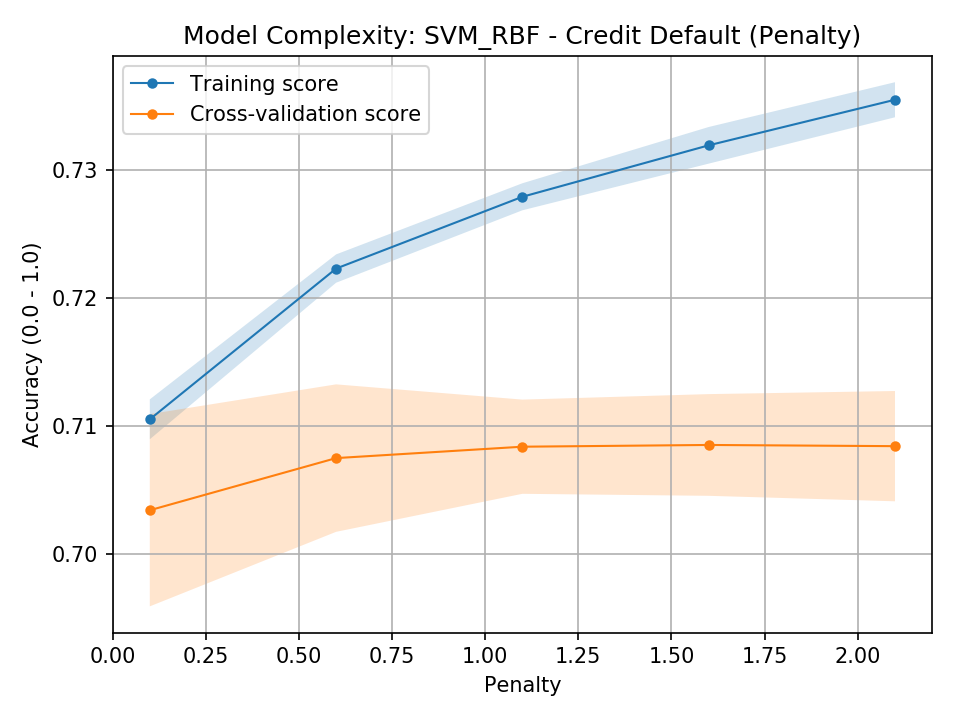 Model Complexity: SVM_RBF - Credit Default (Penalty)
Training score
Cross-validation score
Accuracy (0.0 - 1.0)
0.73
0.72
0.71
0.70
0.00 0.25 0.50 0.75 1.00 1.25 1.50 1.75 2.00
Penalty